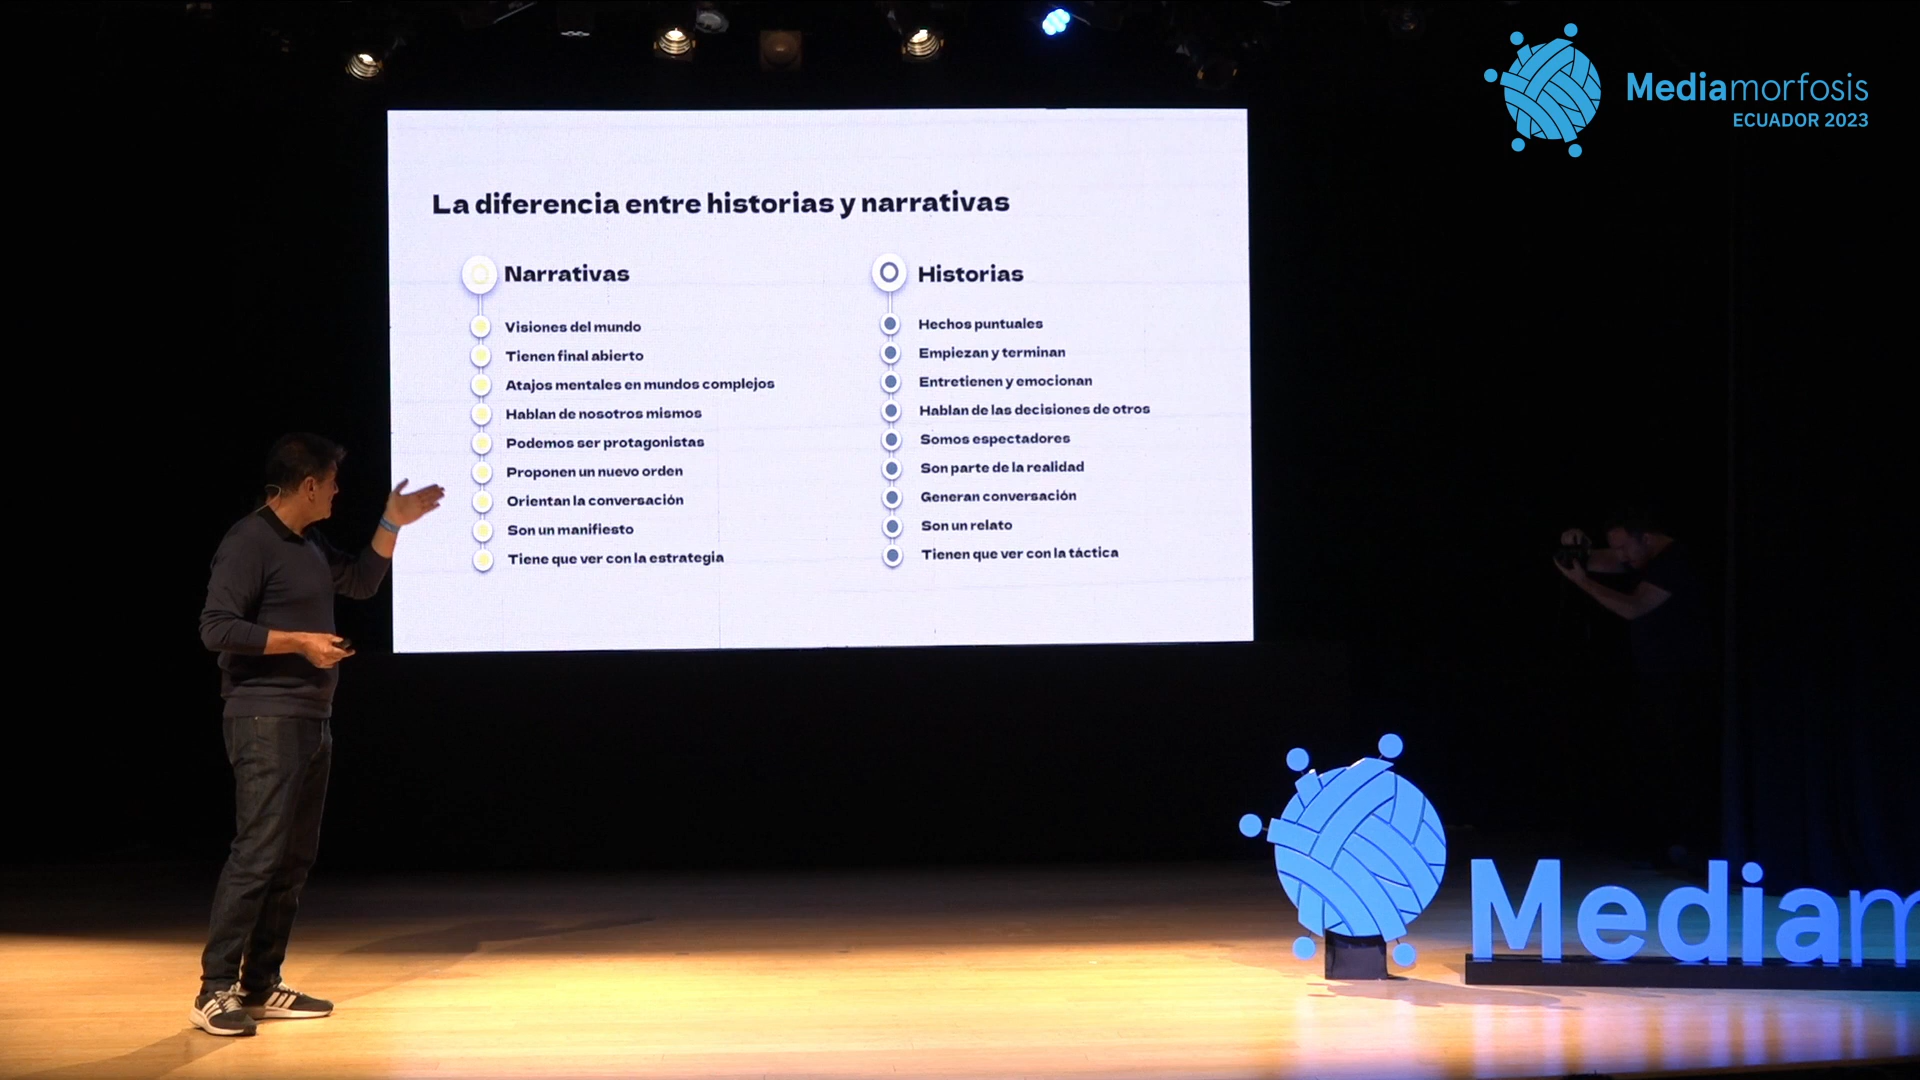 Mediamorfosis
ECUADOR 2023
La diferencia entre historias y narrativas
Narrativas
Visiones del mundo
Tienen final abierto
Atajos mentales en mundos complejos
Hablan de nosotros mismos
Podemos ser protagonistas
Proponen un nuevo orden
Orientan la conversación
Son un manifiesto
Tiene que ver con la estrategia
Historias
Hechos puntuales
Empiezan y terminan
Entretienen y emocionan
Hablan de las decisiones de otros
Somos espectadores
Son parte de la realidad
Generan conversación
Son un relato
Tienen que ver con la táctica
Mediam